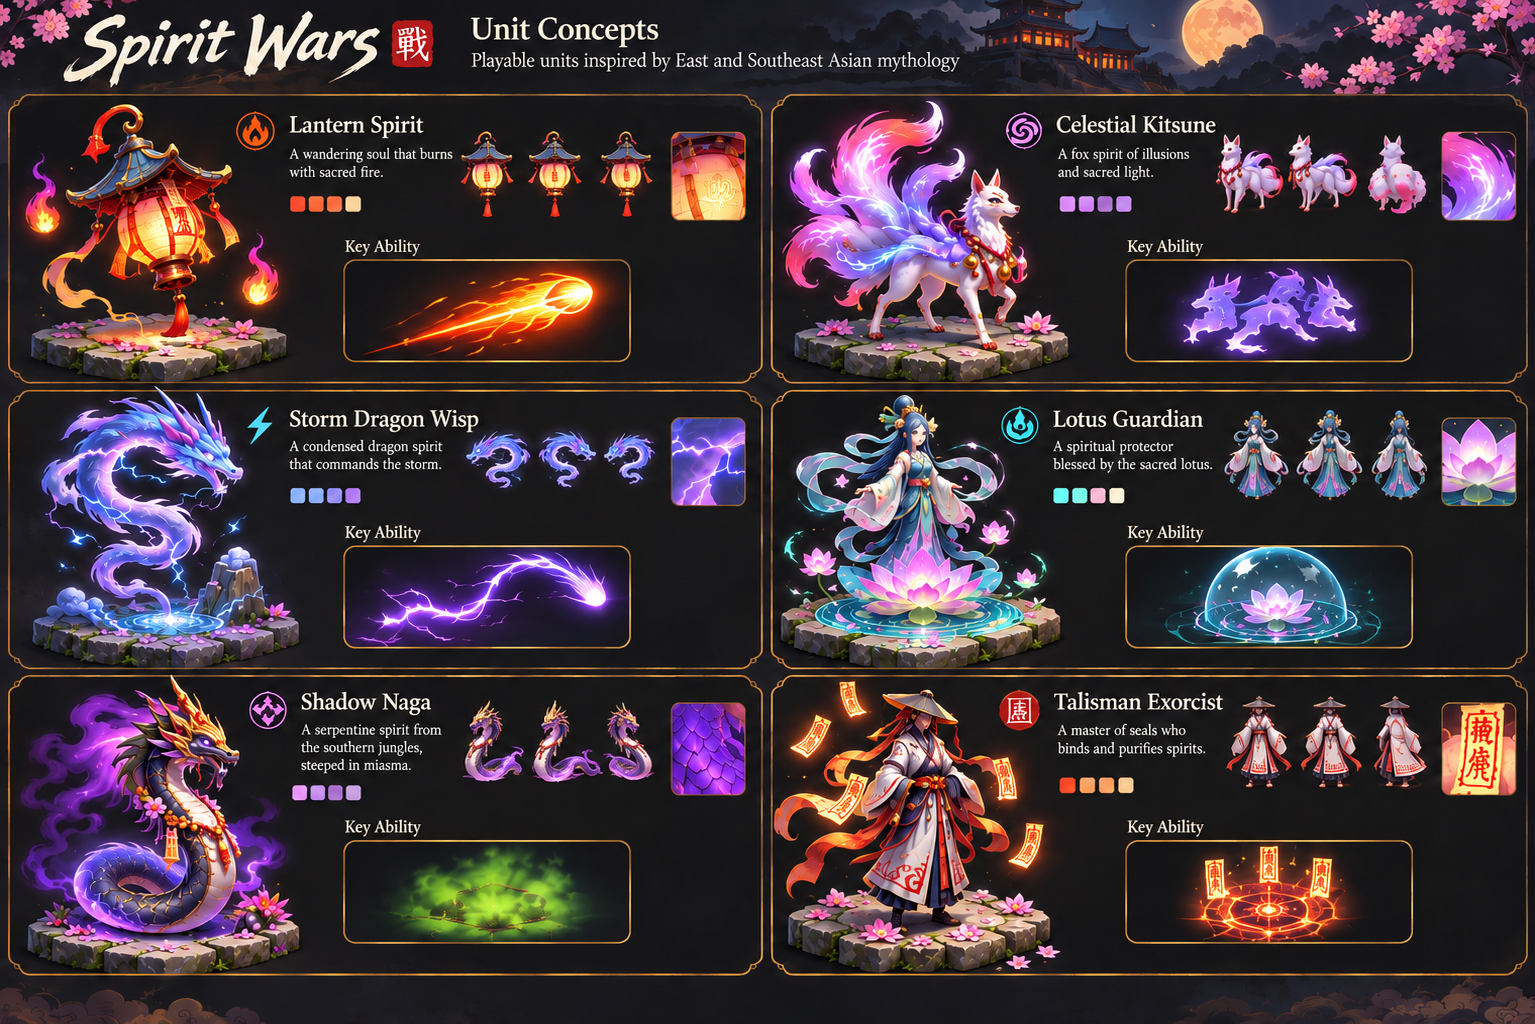 Spirit Wars
戰
Unit Concepts
Playable units inspired by East and Southeast Asian mythology
Lantern Spirit
A wandering soul that burns
with sacred fire.
Key Ability
Celestial Kitsune
A fox spirit of illusions
and sacred light.
Key Ability
Storm Dragon Wisp
A condensed dragon spirit
that commands the storm.
Key Ability
Lotus Guardian
A spiritual protector
blessed by the sacred lotus.
Key Ability
Shadow Naga
A serpentine spirit from
the southern jungles,
steeped in miasma.
Key Ability
Talisman Exorcist
A master of seals who
binds and purifies spirits.
Key Ability